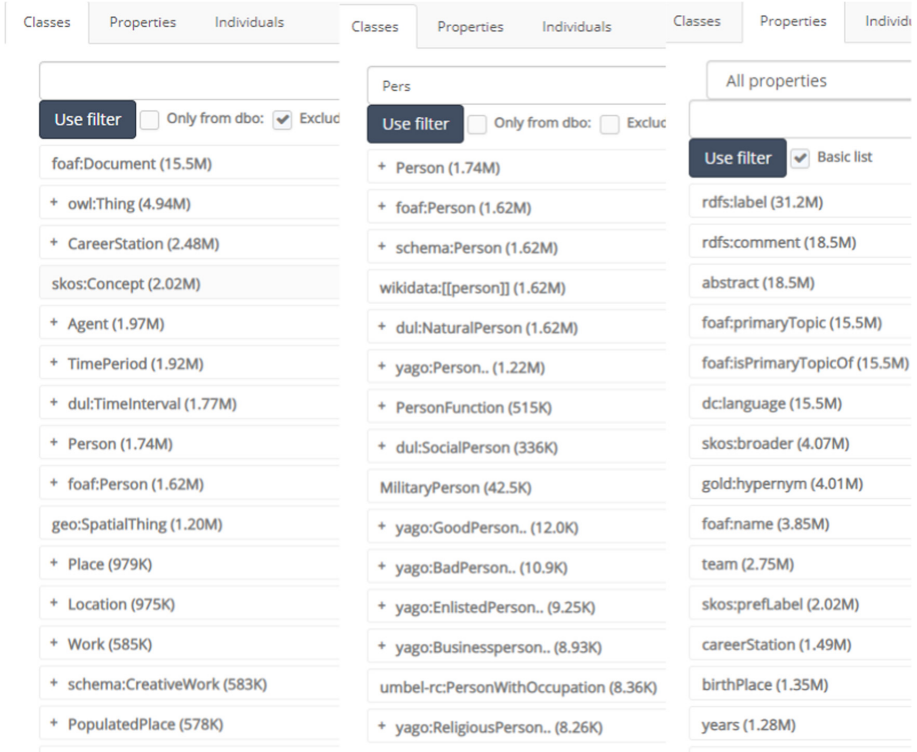 Classes Properties Individuals
Use filter Only from dbo: Exclud
foaf:Document (15.5M)
+ owl:Thing (4.94M)
+ CareerStation (2.48M)
skos:Concept (2.02M)
+ Agent (1.97M)
+ TimePeriod (1.92M)
+ dul:TimeInterval (1.77M)
+ Person (1.74M)
+ foaf:Person (1.62M)
geo:SpatialThing (1.20M)
+ Place (979K)
+ Location (975K)
+ Work (585K)
+ schema:CreativeWork (583K)
+ PopulatedPlace (578K)
Classes Properties Individuals
Pers
Use filter Only from dbo: Exclud
+ Person (1.74M)
+ foaf:Person (1.62M)
+ schema:Person (1.62M)
wikidata:[[person]] (1.62M)
+ dul:NaturalPerson (1.62M)
+ yago:Person.. (1.22M)
+ PersonFunction (515K)
+ dul:SocialPerson (336K)
MilitaryPerson (42.5K)
+ yago:GoodPerson.. (12.0K)
+ yago:BadPerson.. (10.9K)
+ yago:EnlistedPerson.. (9.25K)
+ yago:Businessperson.. (8.93K)
umbel-rc:PersonWithOccupation (8.36K)
+ yago:ReligiousPerson.. (8.26K)
Classes Properties Individu
All properties
Use filter Basic list
rdfs:label (31.2M)
rdfs:comment (18.5M)
abstract (18.5M)
foaf:primaryTopic (15.5M)
foaf:isPrimaryTopicOf (15.5M)
dc:language (15.5M)
skos:broader (4.07M)
gold:hypernym (4.01M)
foaf:name (3.85M)
team (2.75M)
skos:prefLabel (2.02M)
careerStation (1.49M)
birthPlace (1.35M)
years (1.28M)